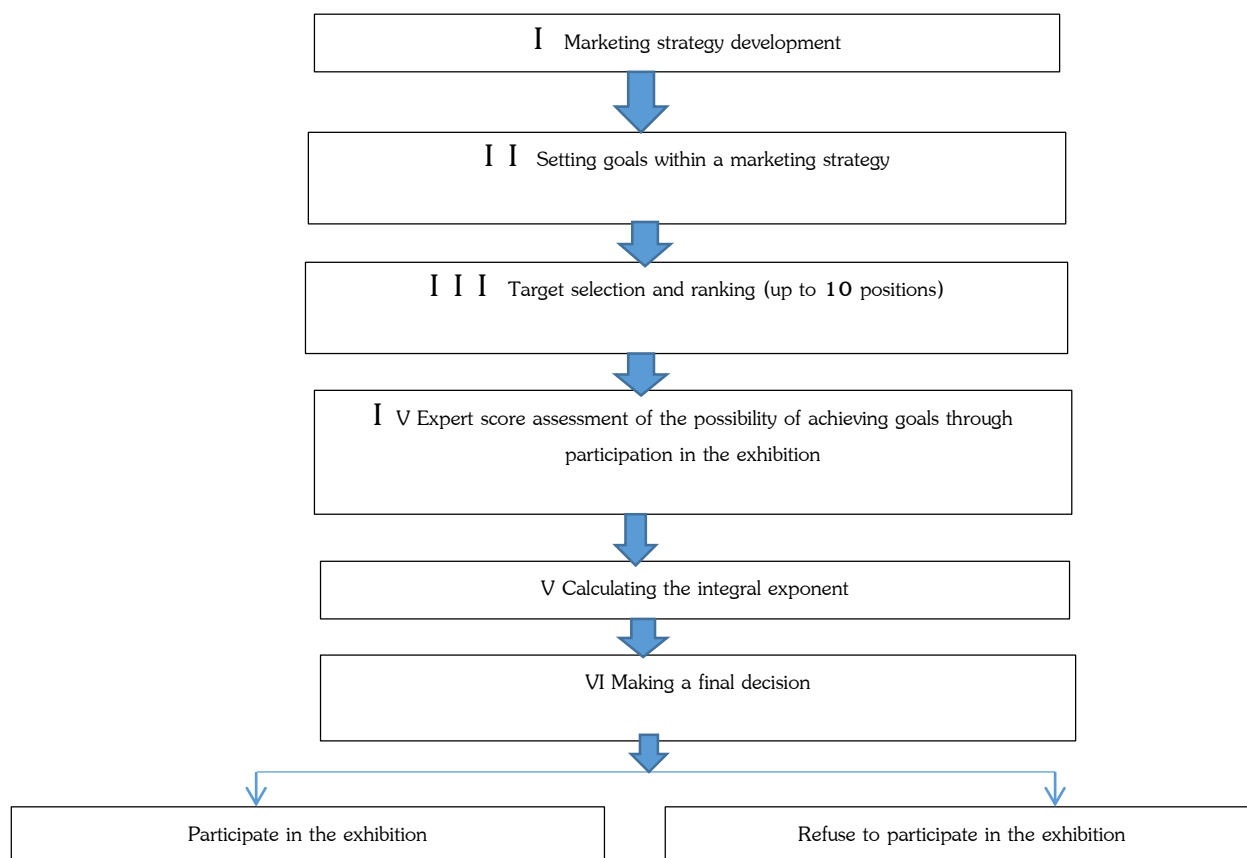 I Marketing strategy development
I I Setting goals within a marketing strategy
I I I Target selection and ranking (up to 10 positions)
I V Expert score assessment of the possibility of achieving goals through
participation in the exhibition
V Calculating the integral exponent
VI Making a final decision
Participate in the exhibition
Refuse to participate in the exhibition